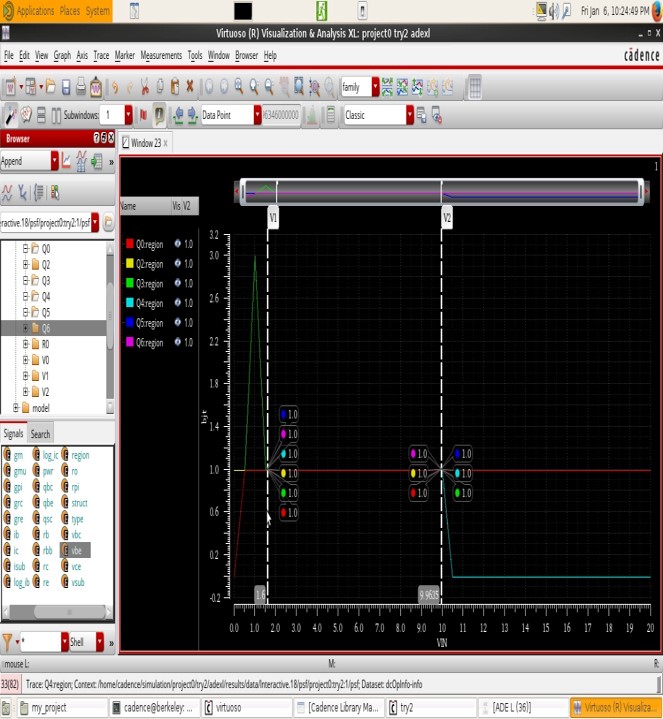 Applications Places System
Fri Jan 6, 10:24:49 PM
Virtuoso (R) Visualization & Analysis XL: project0 try2 adexl
File Edit View Graph Axis Trace Marker Measurements Tools Window Browser Help
cādence
family
Subwindows: 1
Data Point
6346000000
Classic
Browser
Append
Window 23
1
eractive.18/psf/project0:try2:1/psf
Name Vis V2
V1
V2
Q0
Q2
Q3
Q4
Q5
Q6
R0
V0
V1
V2
model
Q0:region 1.0
Q2:region 1.0
Q3:region 1.0
Q4:region 1.0
Q5:region 1.0
Q6:region 1.0
3.2
3.0
2.6
2.2
1.8
1.4
1.0
0.6
0.2
-0.2
bjt
1.0
1.0
1.0
1.0
1.0
1.0
1.0 1.0
1.0 1.0
1.0 1.0
1.6
9.9635
0.0 1.0 2.0 3.0 4.0 5.0 6.0 7.0 8.0 9.0 10 11 12 13 14 15 16 17 18 19 20
VIN
Signals Search
gm log_ic region
gmu pwr ro
gpi qbc rpi
grc qbe struct
gre qsc type
ib rb vbc
ic rbb vbe
isub rc vce
log_ib re vsub
*
Shell
mouse L:
M:
R:
33(82)
Trace: Q4:region; Context: /home/cadence/simulation/project0/try2/adexl/results/data/Interactive.18/psf/project0:try2:1/psf; Dataset: dcOpInfo-info
my_project
cadence@berkeley: ...
virtuoso
[Cadence Library Ma...
try2
[ADE L (36)]
Virtuoso (R) Visualiza...